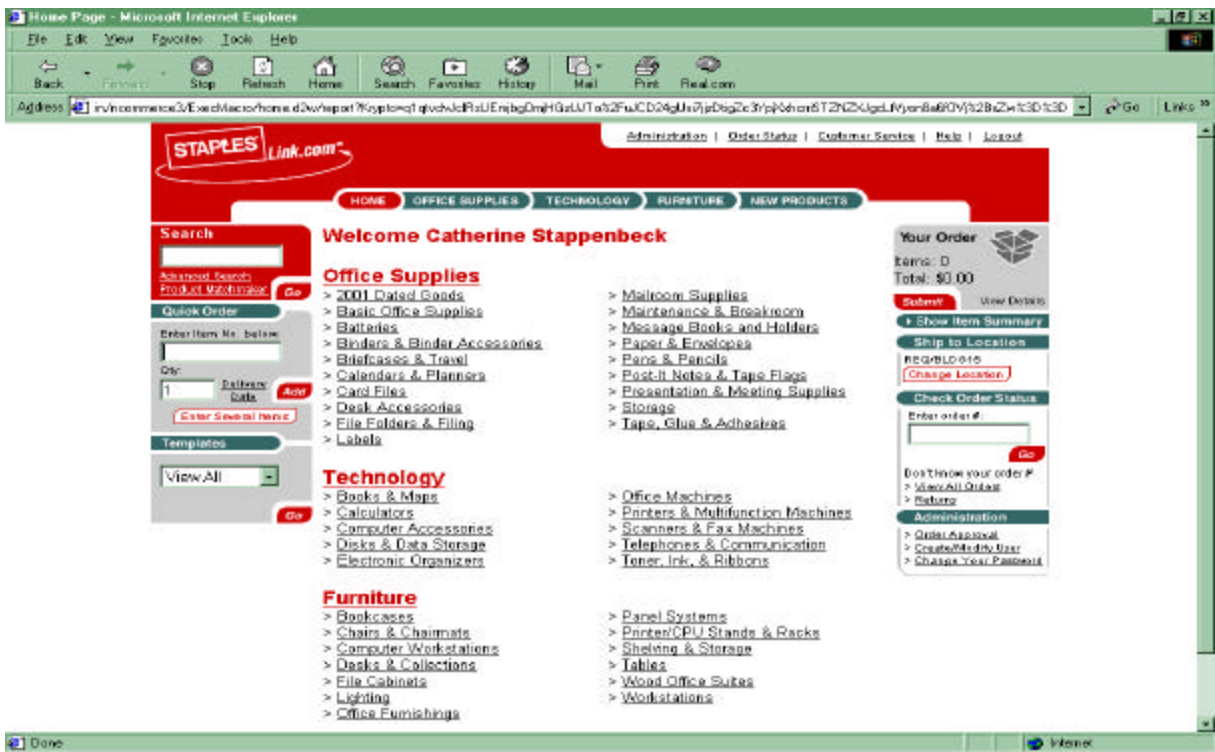 Home Page - Microsoft Internet Explorer
File Edit View Favorites Tools Help
Back Forward Stop Refresh Home Search Favorites History Mail Print Real.com
Address Go Links »
STAPLES Link.com
Administration | Order Status | Customer Service | Help | Logout
HOME OFFICE SUPPLIES TECHNOLOGY FURNITURE NEW PRODUCTS
Search
Advanced Search
Product Matchmaker Go
Quick Order
Enter Item No. below:
Qty:
1 Delivery Date Add
Enter Several Items
Templates
View All
Go
Welcome Catherine Stappenbeck
Office Supplies
> 2001 Dated Goods
> Basic Office Supplies
> Batteries
> Binders & Binder Accessories
> Briefcases & Travel
> Calendars & Planners
> Card Files
> Desk Accessories
> File Folders & Filing
> Labels
> Mailroom Supplies
> Maintenance & Breakroom
> Message Books and Holders
> Paper & Envelopes
> Pens & Pencils
> Post-It Notes & Tape Flags
> Presentation & Meeting Supplies
> Storage
> Tape, Glue & Adhesives
Technology
> Books & Maps
> Calculators
> Computer Accessories
> Disks & Data Storage
> Electronic Organizers
> Office Machines
> Printers & Multifunction Machines
> Scanners & Fax Machines
> Telephones & Communication
> Toner, Ink, & Ribbons
Furniture
> Bookcases
> Chairs & Chairmats
> Computer Workstations
> Desks & Collections
> File Cabinets
> Lighting
> Office Furnishings
> Panel Systems
> Printer/CPU Stands & Racks
> Shelving & Storage
> Tables
> Wood Office Suites
> Workstations
Your Order
Items: 0
Total: $0.00
Submit View Details
Show Item Summary
Ship to Location
REQ/BLD 615
Change Location
Check Order Status
Enter order #:
Go
Don't know your order #
> View All Orders
> Returns
Administration
> Order Approval
> Create/Modify User
> Change Your Password
Done Internet